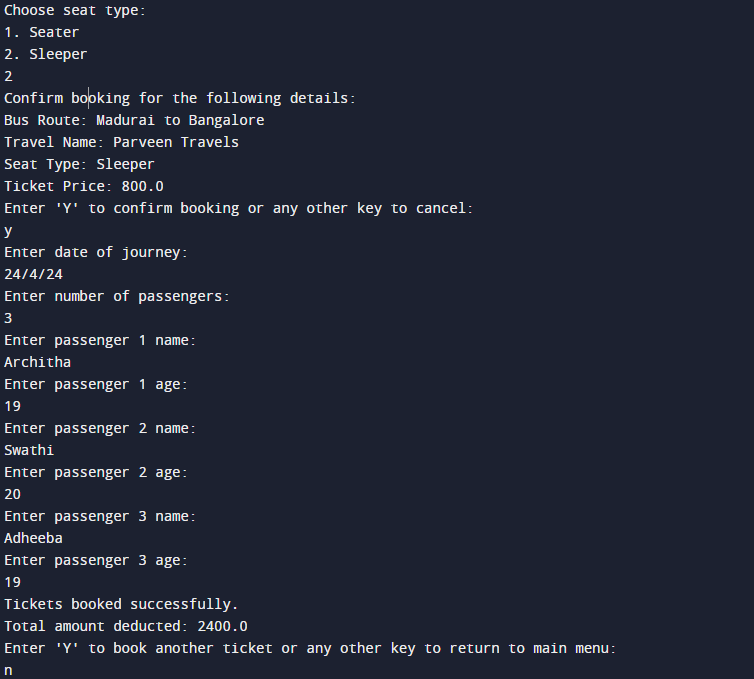 Choose seat type:
1. Seater
2. Sleeper
2
Confirm booking for the following details:
Bus Route: Madurai to Bangalore
Travel Name: Parveen Travels
Seat Type: Sleeper
Ticket Price: 800.0
Enter 'Y' to confirm booking or any other key to cancel:
y
Enter date of journey:
24/4/24
Enter number of passengers:
3
Enter passenger 1 name:
Architha
Enter passenger 1 age:
19
Enter passenger 2 name:
Swathi
Enter passenger 2 age:
20
Enter passenger 3 name:
Adheeba
Enter passenger 3 age:
19
Tickets booked successfully.
Total amount deducted: 2400.0
Enter 'Y' to book another ticket or any other key to return to main menu:
n